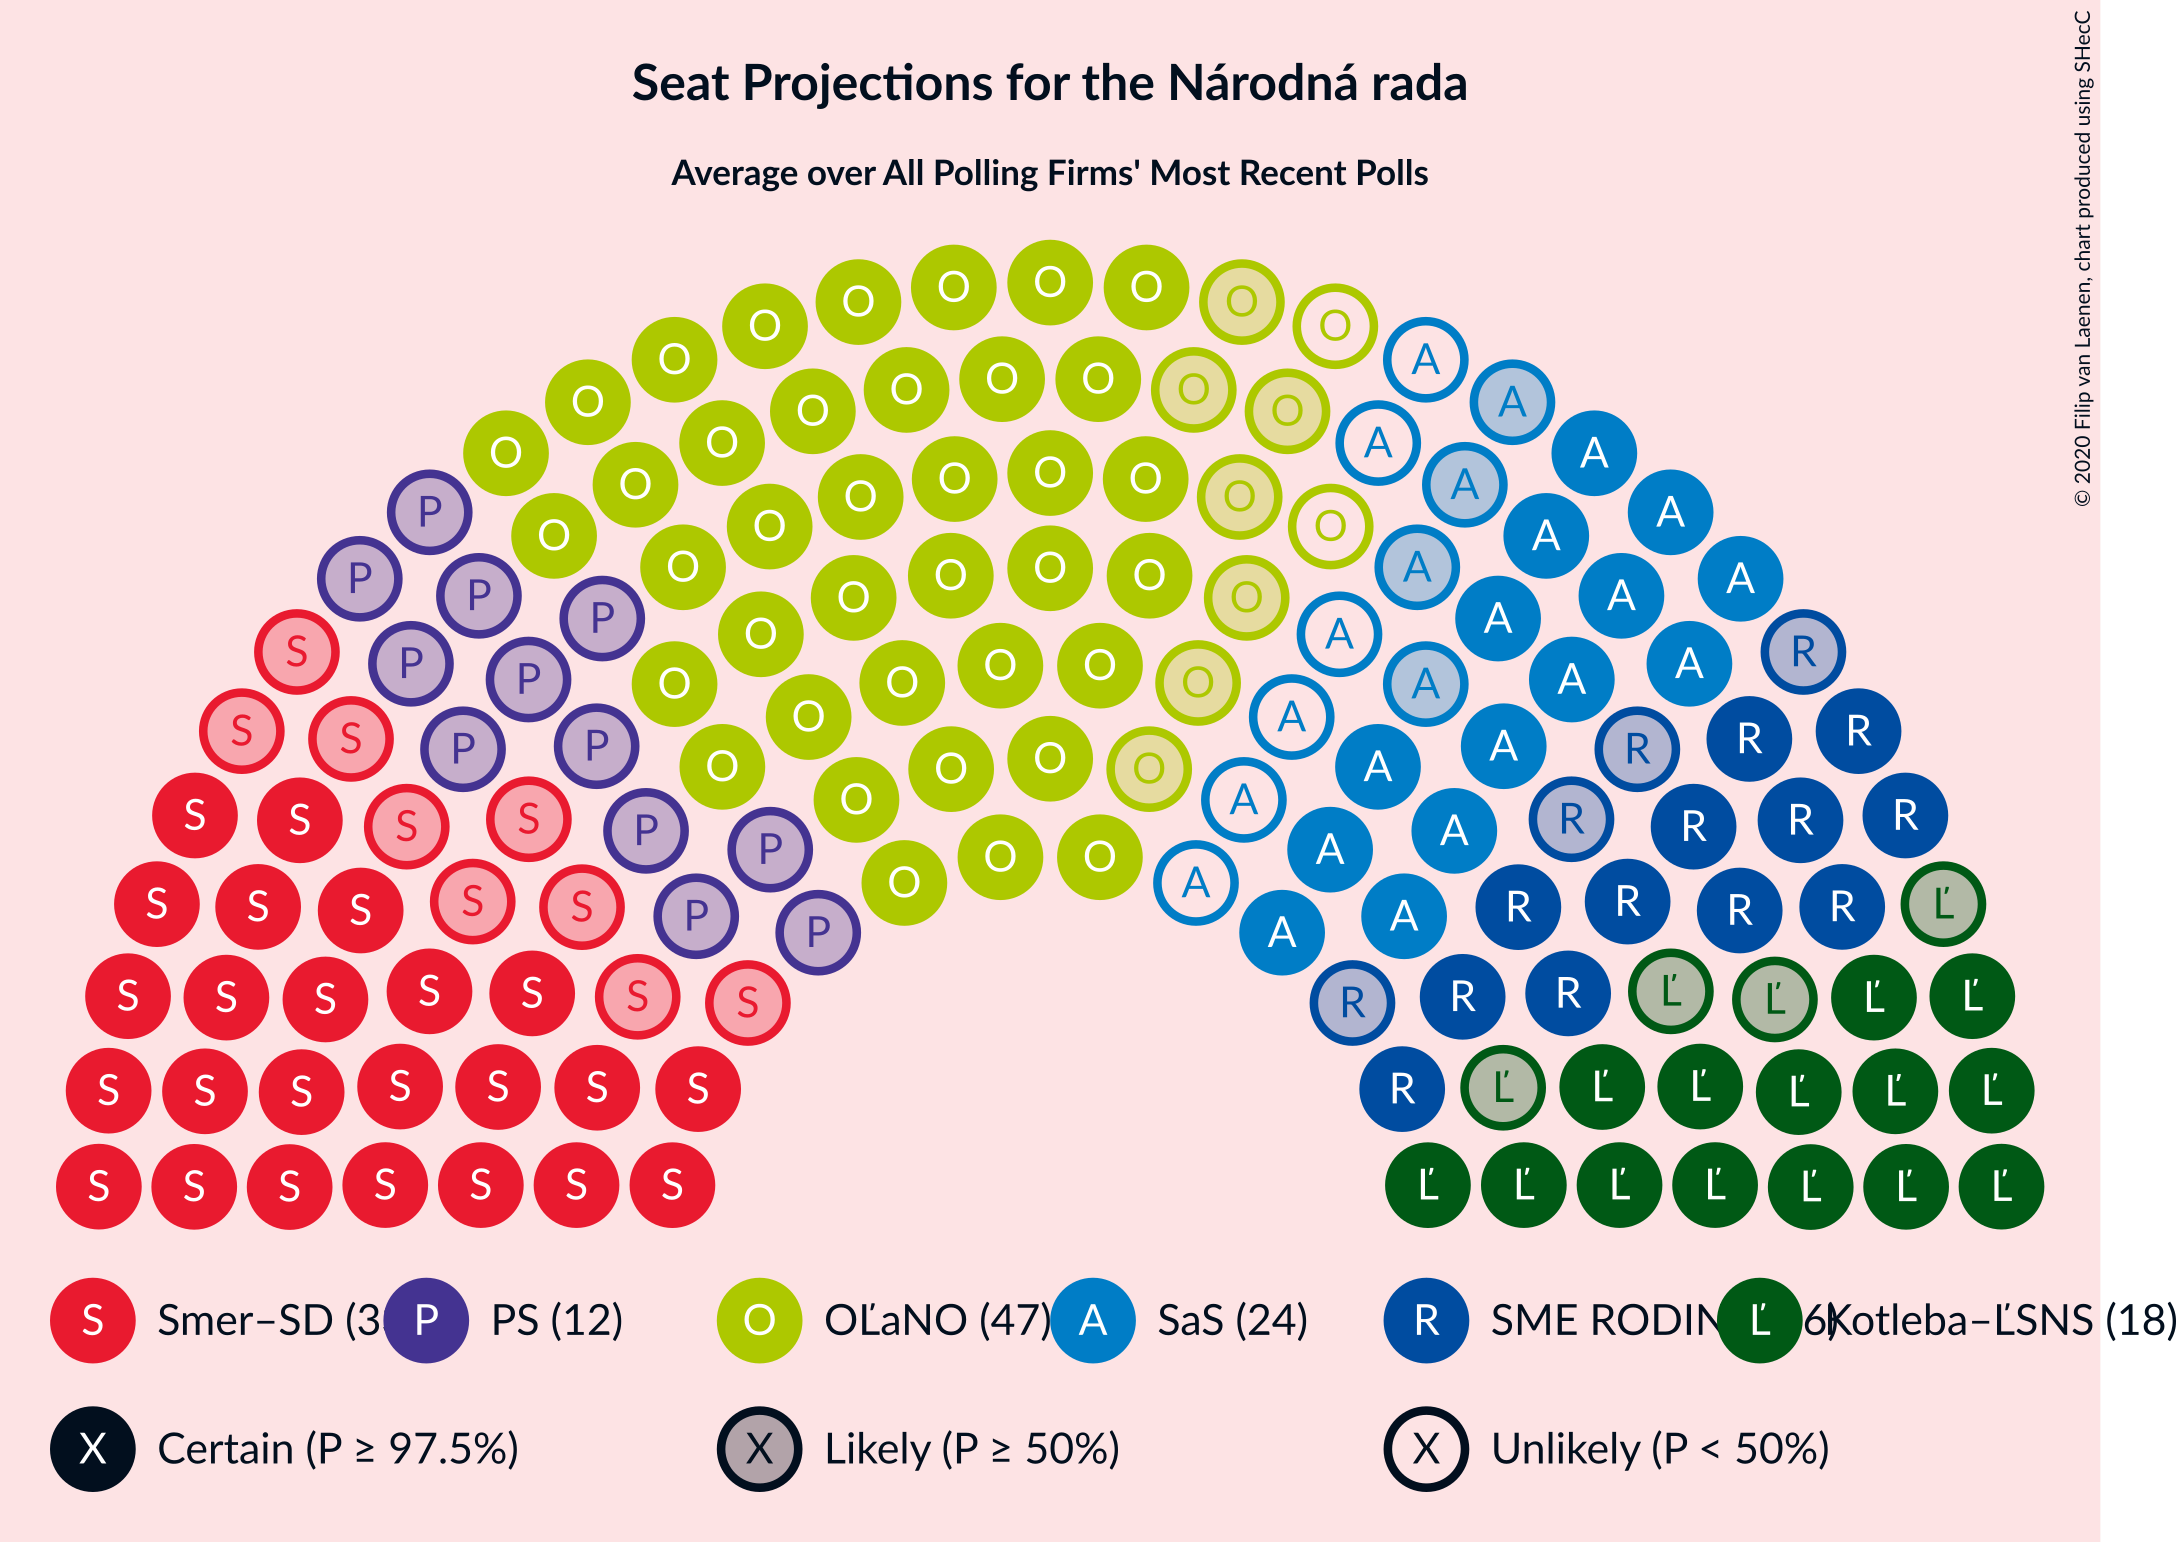 Seat Projections for the Národná rada
Average over All Polling Firms' Most Recent Polls
© 2020 Filip van Laenen, chart produced using SHecC
O O O O O O O O O O O A A A A A R R R Ľ Ľ Ľ Ľ
S Smer–SD (3 P PS (12) O OĽaNO (47) A SaS (24) R SME RODIN Ľ 6) Kotleba–ĽSNS (18)
X Certain (P ≥ 97.5%) X Likely (P ≥ 50%) X Unlikely (P < 50%)